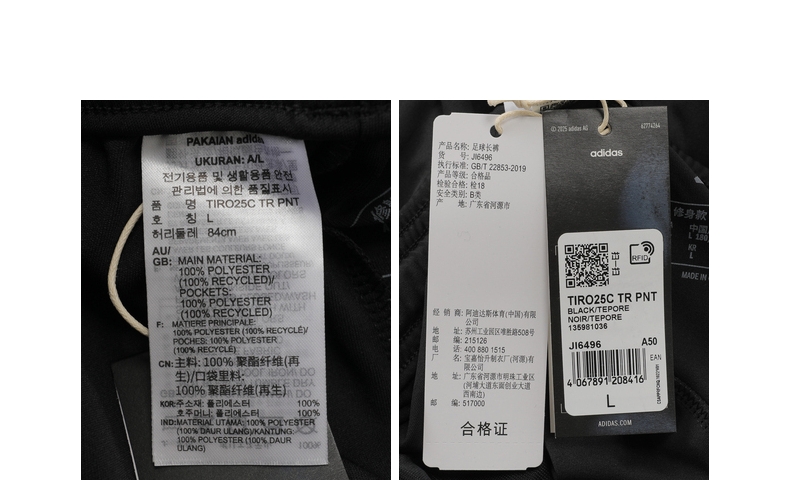 PAKAIAN adidas
UKURAN: A/L
전기용품 및 생활용품 안전
관리법에 의한 품질표시
품 명 TIRO25C TR PNT
호 칭 L
허리둘레 84cm
AU/
GB: MAIN MATERIAL:
100% POLYESTER
(100% RECYCLED)/
POCKETS:
100% POLYESTER
(100% RECYCLED)
F: MATIERE PRINCIPALE:
100% POLYESTER (100% RECYCLE)/
POCHES: 100% POLYESTER
(100% RECYCLE)
CN: 主料: 100% 聚酯纤维(再
生)/口袋里料:
100% 聚酯纤维(再生)
KOR: 주소재: 폴리에스터 100%
호주머니: 폴리에스터 100%
IND: MATERIAL UTAMA: 100% POLYESTER
(100% DAUR ULANG)/KANTUNG:
100% POLYESTER (100% DAUR
ULANG)
产品名称: 足球长裤
货 号: JI6496
执行标准: GB/T 22853-2019
产品等级: 合格品
检验合格: 检18
安全类别: B类
产 地: 广东省河源市
经 销 商: 阿迪达斯体育(中国)有限
公司
地 址: 苏州工业园区唯胜路508号
邮 编: 215126
电 话: 400 880 1515
厂 名: 宝嘉怡升制衣厂(河源)有
限公司
地 址: 广东省河源市明珠工业区
(河埔大道东面创业大道
西南边)
邮 编: 517000
合格证
© 2025 adidas AG
adidas
RFID
TIRO25C TR PNT
BLACK/TEPORE
NOIR/TEPORE
135981036
JI6496 A50
EAN
4 067891 208416
L
ADIDAS.COM
修身款
中国
KR
L
MADE IN